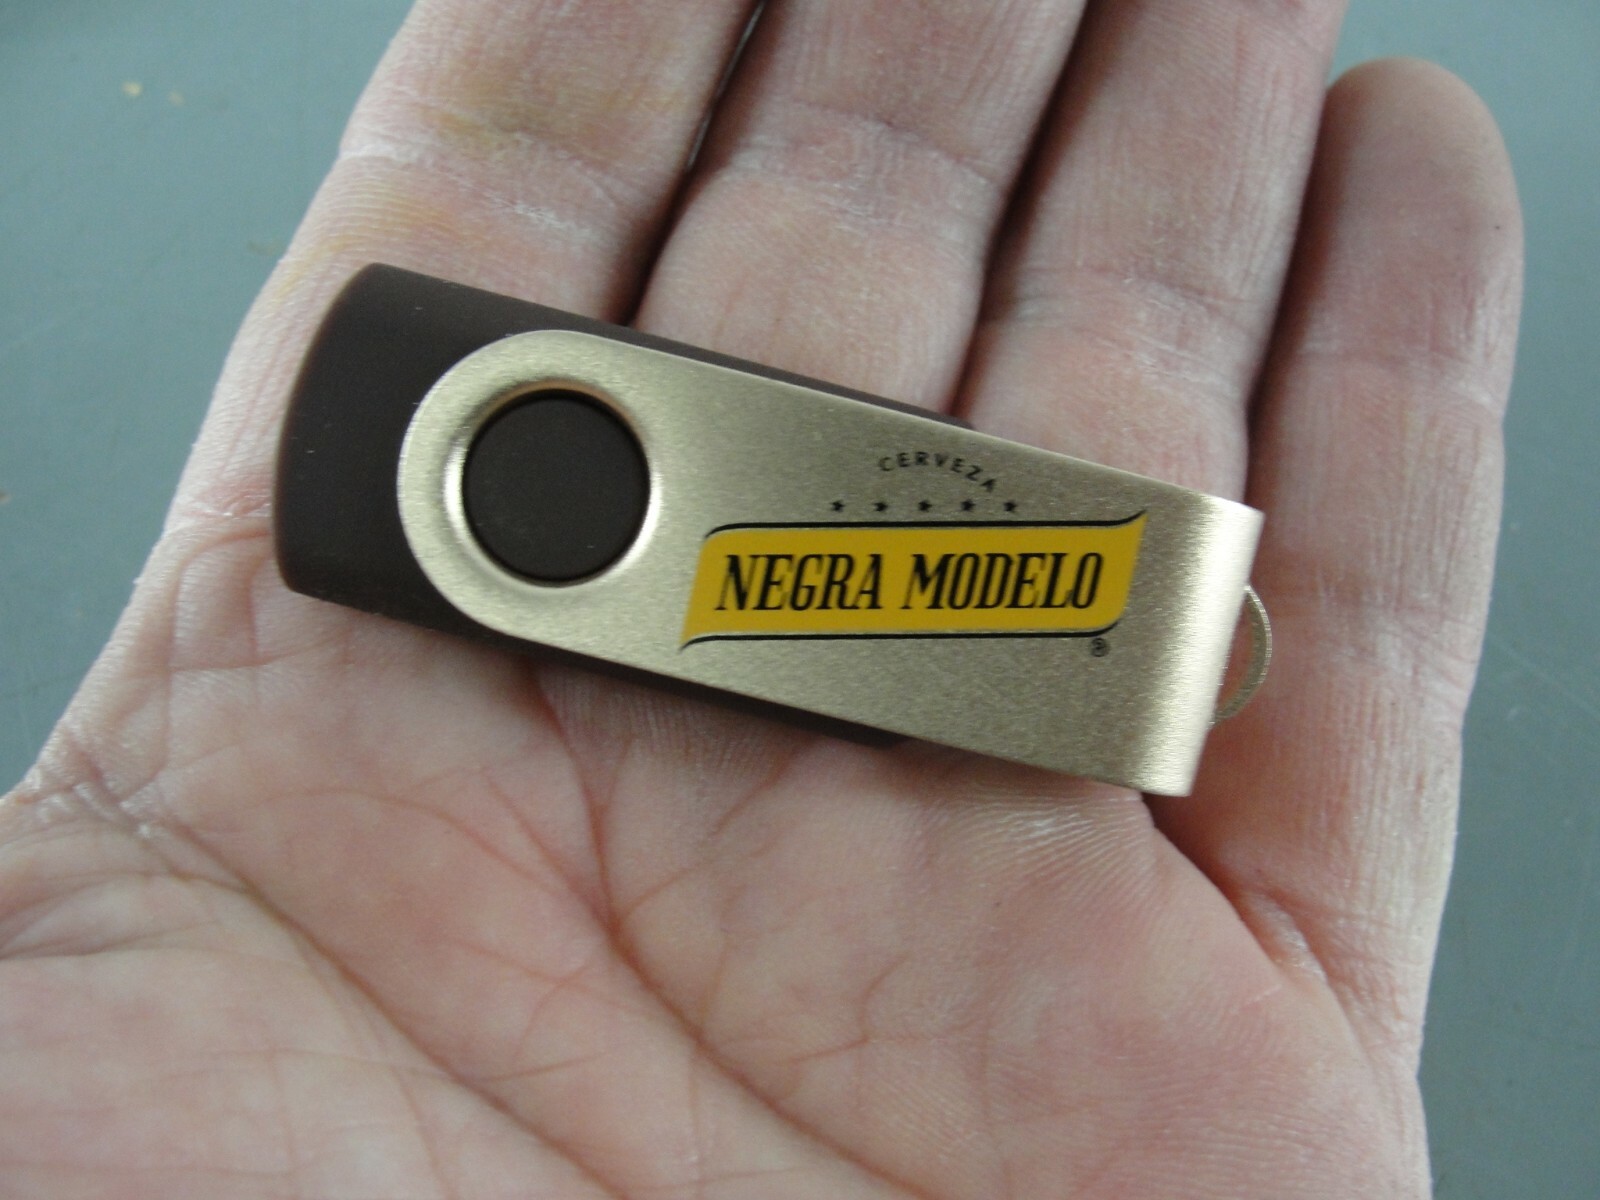 CERVEZA
★ ★ ★ ★ ★
NEGRA MODELO
®